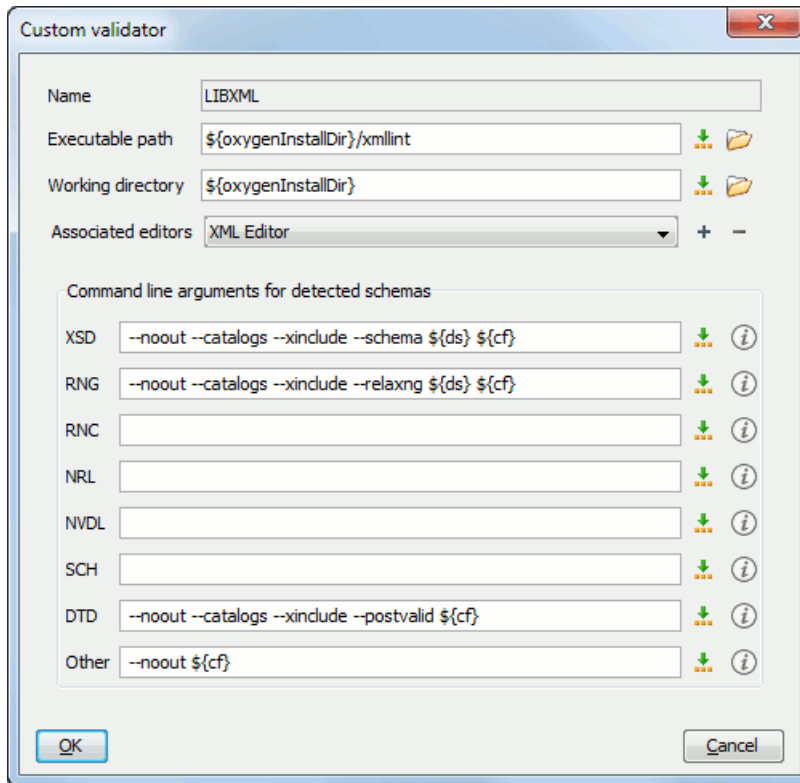 Custom validator
Name LIBXML
Executable path ${oxygenInstallDir}/xmllint
Working directory ${oxygenInstallDir}
Associated editors XML Editor
Command line arguments for detected schemas
XSD --noout --catalogs --xinclude --schema ${ds} ${cf}
RNG --noout --catalogs --xinclude --relaxng ${ds} ${cf}
RNC
NRL
NVDL
SCH
DTD --noout --catalogs --xinclude --postvalid ${cf}
Other --noout ${cf}
OK Cancel